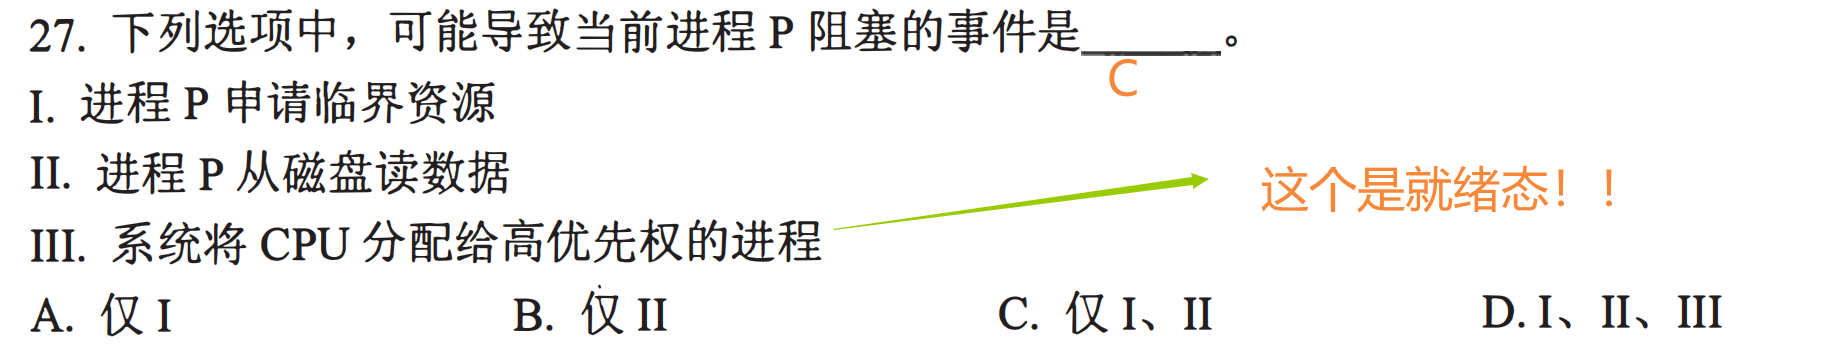 27. 下列选项中，可能导致当前进程 P 阻塞的事件是______。
C
I. 进程 P 申请临界资源
II. 进程 P 从磁盘读数据
这个是就绪态！！
III. 系统将 CPU 分配给高优先权的进程
A. 仅 I B. 仅 II C. 仅 I、II D. I、II、III